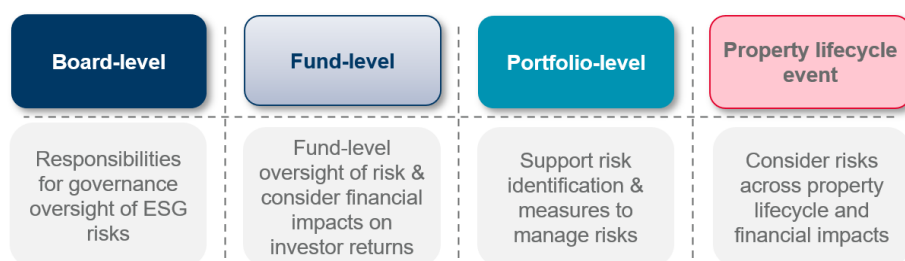 Board-level
Fund-level
Portfolio-level
Property lifecycle
event
Responsibilities
for governance
oversight of ESG
risks
Fund-level
oversight of risk &
consider financial
impacts on
investor returns
Support risk
identification &
measures to
manage risks
Consider risks
across property
lifecycle and
financial impacts